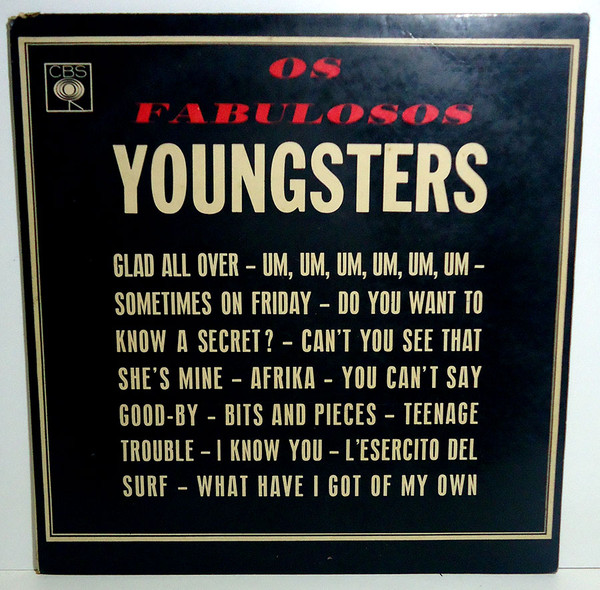 CBS
OS
FABULOSOS
YOUNGSTERS
GLAD ALL OVER – UM, UM, UM, UM, UM, UM –
SOMETIMES ON FRIDAY – DO YOU WANT TO
KNOW A SECRET? – CAN'T YOU SEE THAT
SHE'S MINE – AFRIKA – YOU CAN'T SAY
GOOD-BY – BITS AND PIECES – TEENAGE
TROUBLE – I KNOW YOU – L'ESERCITO DEL
SURF – WHAT HAVE I GOT OF MY OWN